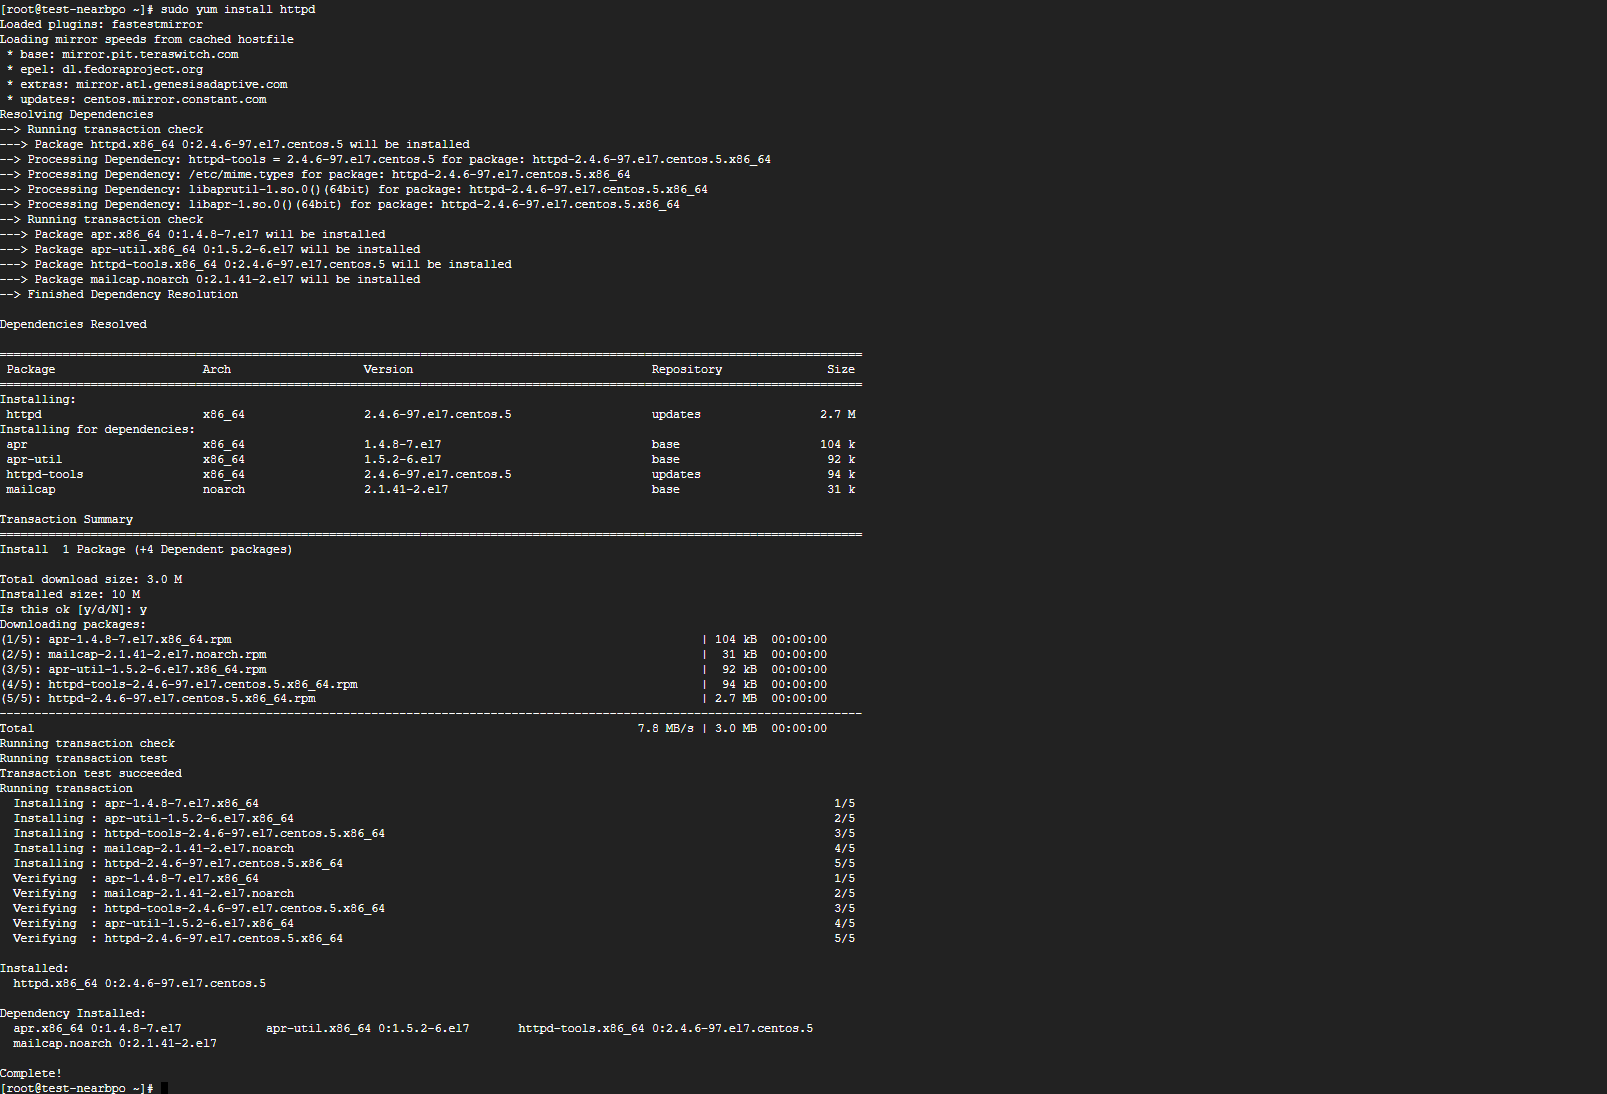 [root@test-nearbpo ~]# sudo yum install httpd
Loaded plugins: fastestmirror
Loading mirror speeds from cached hostfile
 * base: mirror.pit.teraswitch.com
 * epel: dl.fedoraproject.org
 * extras: mirror.atl.genesisadaptive.com
 * updates: centos.mirror.constant.com
Resolving Dependencies
--> Running transaction check
---> Package httpd.x86_64 0:2.4.6-97.el7.centos.5 will be installed
--> Processing Dependency: httpd-tools = 2.4.6-97.el7.centos.5 for package: httpd-2.4.6-97.el7.centos.5.x86_64
--> Processing Dependency: /etc/mime.types for package: httpd-2.4.6-97.el7.centos.5.x86_64
--> Processing Dependency: libaprutil-1.so.0()(64bit) for package: httpd-2.4.6-97.el7.centos.5.x86_64
--> Processing Dependency: libapr-1.so.0()(64bit) for package: httpd-2.4.6-97.el7.centos.5.x86_64
--> Running transaction check
---> Package apr.x86_64 0:1.4.8-7.el7 will be installed
---> Package apr-util.x86_64 0:1.5.2-6.el7 will be installed
---> Package httpd-tools.x86_64 0:2.4.6-97.el7.centos.5 will be installed
---> Package mailcap.noarch 0:2.1.41-2.el7 will be installed
--> Finished Dependency Resolution

Dependencies Resolved

================================================================================
 Package Arch Version Repository Size
================================================================================
Installing:
 httpd x86_64 2.4.6-97.el7.centos.5 updates 2.7 M
Installing for dependencies:
 apr x86_64 1.4.8-7.el7 base 104 k
 apr-util x86_64 1.5.2-6.el7 base 92 k
 httpd-tools x86_64 2.4.6-97.el7.centos.5 updates 94 k
 mailcap noarch 2.1.41-2.el7 base 31 k

Transaction Summary
================================================================================
Install  1 Package (+4 Dependent packages)

Total download size: 3.0 M
Installed size: 10 M
Is this ok [y/d/N]: y
Downloading packages:
(1/5): apr-1.4.8-7.el7.x86_64.rpm | 104 kB  00:00:00
(2/5): mailcap-2.1.41-2.el7.noarch.rpm | 31 kB  00:00:00
(3/5): apr-util-1.5.2-6.el7.x86_64.rpm | 92 kB  00:00:00
(4/5): httpd-tools-2.4.6-97.el7.centos.5.x86_64.rpm | 94 kB  00:00:00
(5/5): httpd-2.4.6-97.el7.centos.5.x86_64.rpm | 2.7 MB  00:00:00
--------------------------------------------------------------------------------
Total 7.8 MB/s | 3.0 MB  00:00:00
Running transaction check
Running transaction test
Transaction test succeeded
Running transaction
  Installing : apr-1.4.8-7.el7.x86_64 1/5
  Installing : apr-util-1.5.2-6.el7.x86_64 2/5
  Installing : httpd-tools-2.4.6-97.el7.centos.5.x86_64 3/5
  Installing : mailcap-2.1.41-2.el7.noarch 4/5
  Installing : httpd-2.4.6-97.el7.centos.5.x86_64 5/5
  Verifying  : apr-1.4.8-7.el7.x86_64 1/5
  Verifying  : mailcap-2.1.41-2.el7.noarch 2/5
  Verifying  : httpd-tools-2.4.6-97.el7.centos.5.x86_64 3/5
  Verifying  : apr-util-1.5.2-6.el7.x86_64 4/5
  Verifying  : httpd-2.4.6-97.el7.centos.5.x86_64 5/5

Installed:
  httpd.x86_64 0:2.4.6-97.el7.centos.5

Dependency Installed:
  apr.x86_64 0:1.4.8-7.el7 apr-util.x86_64 0:1.5.2-6.el7 httpd-tools.x86_64 0:2.4.6-97.el7.centos.5
  mailcap.noarch 0:2.1.41-2.el7

Complete!
[root@test-nearbpo ~]#